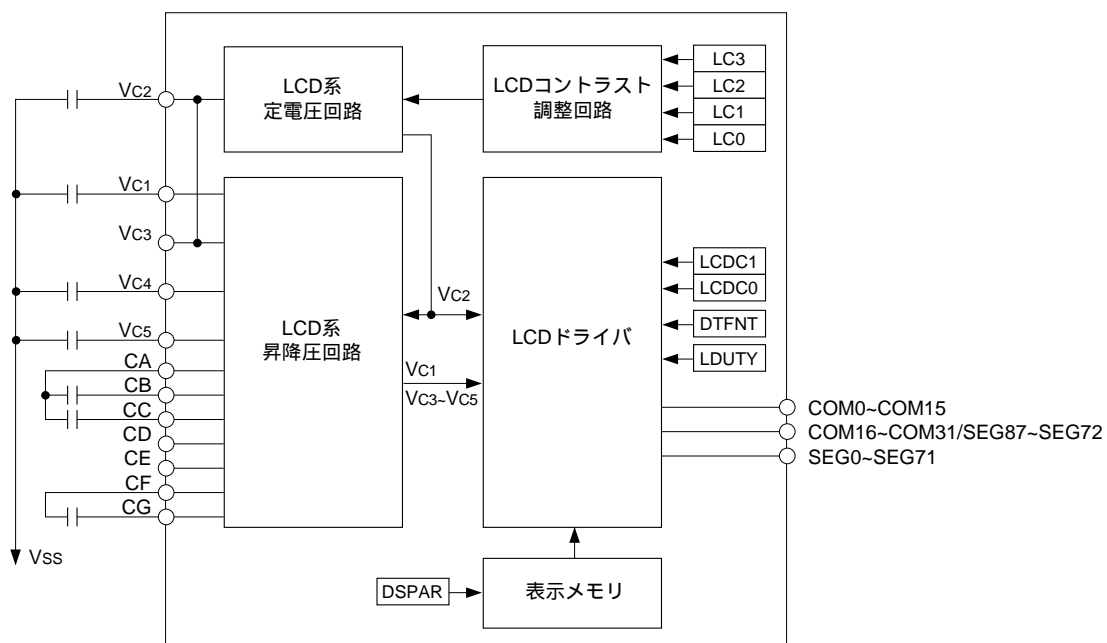 LCD系
定電圧回路
LCDコントラスト
調整回路
LC3
LC2
LC1
LC0
VC2
VC1
VC3
VC4
VC5
CA
CB
CC
CD
CE
CF
CG
VSS
LCD系
昇降圧回路
VC2
VC1
VC3~VC5
LCDドライバ
LCDC1
LCDC0
DTFNT
LDUTY
COM0~COM15
COM16~COM31/SEG87~SEG72
SEG0~SEG71
DSPAR
表示メモリ